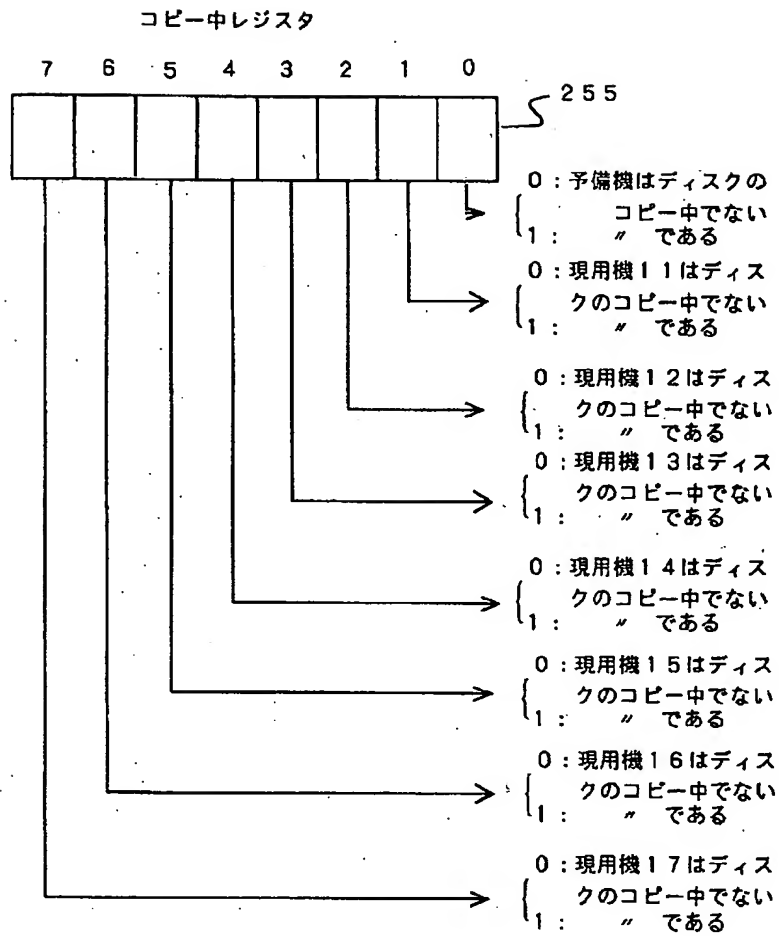 コピー中レジスタ
7 6 5 4 3 2 1 0
255
0:予備機はディスクの
コピー中でない
1: 〃 である
0:現用機11はディス
クのコピー中でない
1: 〃 である
0:現用機12はディス
クのコピー中でない
1: 〃 である
0:現用機13はディス
クのコピー中でない
1: 〃 である
0:現用機14はディス
クのコピー中でない
1: 〃 である
0:現用機15はディス
クのコピー中でない
1: 〃 である
0:現用機16はディス
クのコピー中でない
1: 〃 である
0:現用機17はディス
クのコピー中でない
1: 〃 である